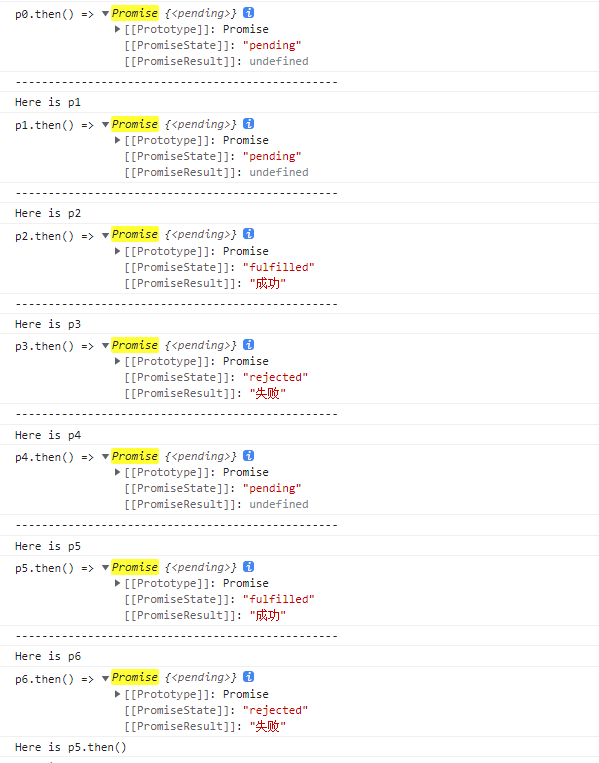 p0.then() => ▼Promise {<pending>} i
▶[[Prototype]]: Promise
[[PromiseState]]: "pending"
[[PromiseResult]]: undefined
-------------------------------------------------
Here is p1
p1.then() => ▼Promise {<pending>} i
▶[[Prototype]]: Promise
[[PromiseState]]: "pending"
[[PromiseResult]]: undefined
-------------------------------------------------
Here is p2
p2.then() => ▼Promise {<pending>} i
▶[[Prototype]]: Promise
[[PromiseState]]: "fulfilled"
[[PromiseResult]]: "成功"
-------------------------------------------------
Here is p3
p3.then() => ▼Promise {<pending>} i
▶[[Prototype]]: Promise
[[PromiseState]]: "rejected"
[[PromiseResult]]: "失败"
-------------------------------------------------
Here is p4
p4.then() => ▼Promise {<pending>} i
▶[[Prototype]]: Promise
[[PromiseState]]: "pending"
[[PromiseResult]]: undefined
-------------------------------------------------
Here is p5
p5.then() => ▼Promise {<pending>} i
▶[[Prototype]]: Promise
[[PromiseState]]: "fulfilled"
[[PromiseResult]]: "成功"
-------------------------------------------------
Here is p6
p6.then() => ▼Promise {<pending>} i
▶[[Prototype]]: Promise
[[PromiseState]]: "rejected"
[[PromiseResult]]: "失败"
Here is p5.then()